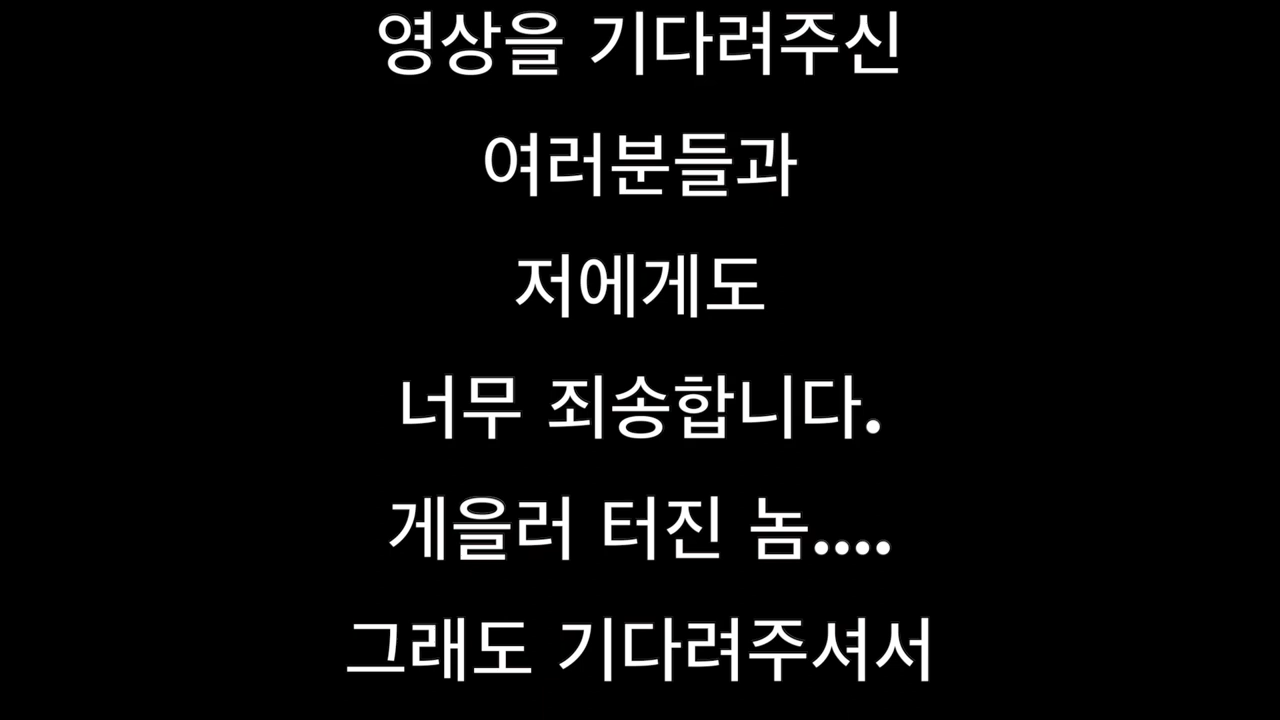 영상을 기다려주신
여러분들과
저에게도
너무 죄송합니다.
게을러 터진 놈....
그래도 기다려주셔서